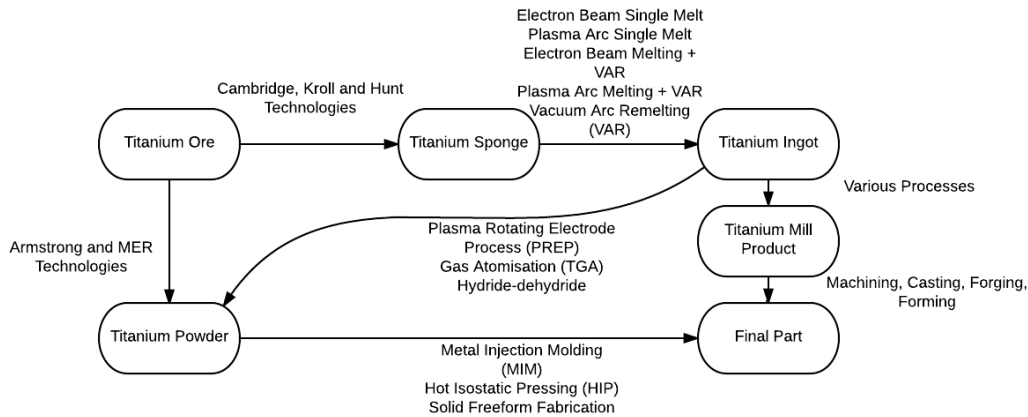 Electron Beam Single Melt
Plasma Arc Single Melt
Electron Beam Melting +
VAR
Plasma Arc Melting + VAR
Vacuum Arc Remelting
(VAR)
Cambridge, Kroll and Hunt
Technologies
Titanium Ore
Titanium Sponge
Titanium Ingot
Various Processes
Armstrong and MER
Technologies
Plasma Rotating Electrode
Process (PREP)
Gas Atomisation (TGA)
Hydride-dehydride
Titanium Mill
Product
Machining, Casting, Forging,
Forming
Titanium Powder
Final Part
Metal Injection Molding
(MIM)
Hot Isostatic Pressing (HIP)
Solid Freeform Fabrication